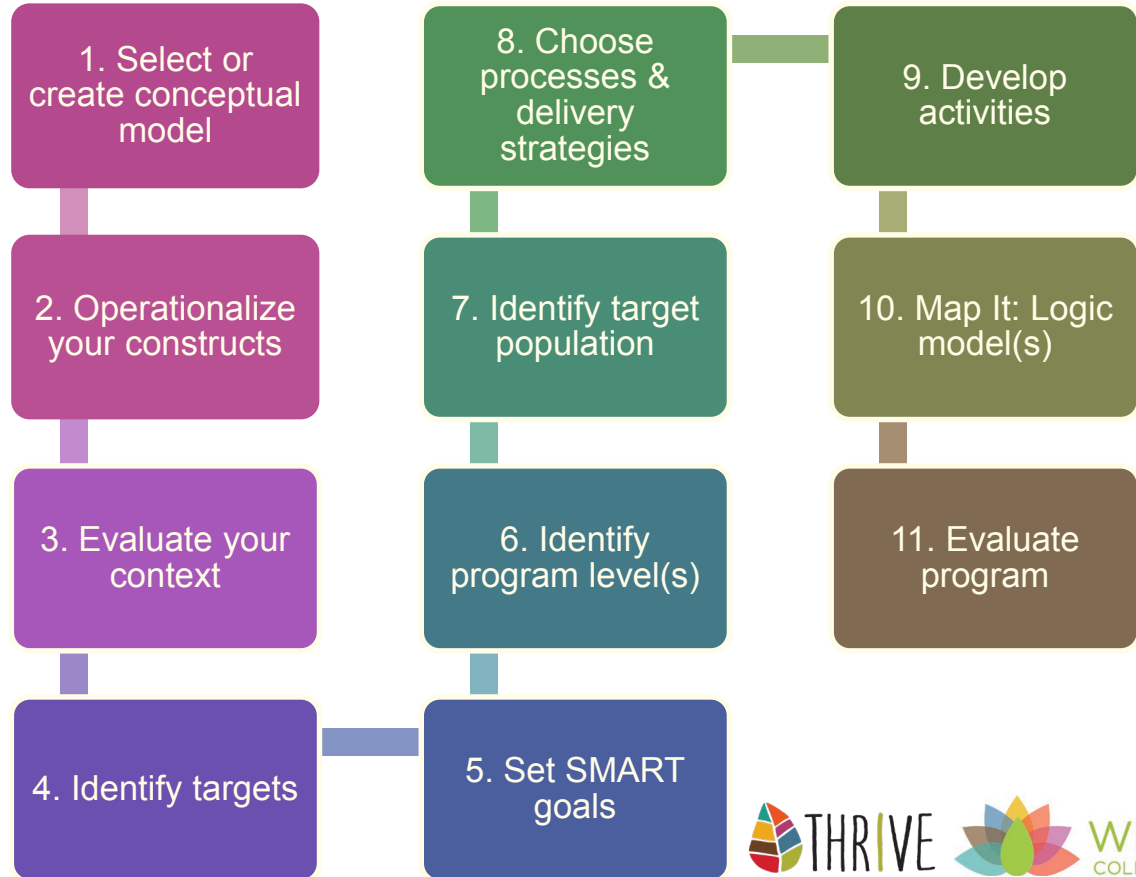 1. Select or
create conceptual
model
2. Operationalize
your constructs
3. Evaluate your
context
4. Identify targets
5. Set SMART
goals
6. Identify
program level(s)
7. Identify target
population
8. Choose
processes &
delivery
strategies
9. Develop
activities
10. Map It: Logic
model(s)
11. Evaluate
program
THRIVE